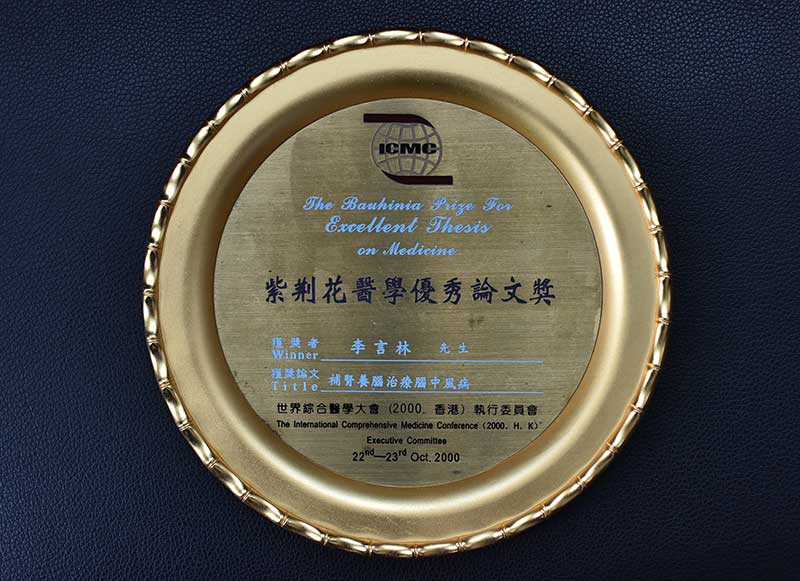 ICMC
The Bauhinia Prize For
Excellent Thesis
on Medicine
紫荆花醫學優秀論文獎
獲獎者
Winner 李言林 先生
獲獎論文
Title 補腎養腦治療腦中風病
世界綜合醫學大會 (2000. 香港) 執行委員會
The International Comprehensive Medicine Conference (2000. H. K)
Executive Committee
22nd—23rd Oct. 2000